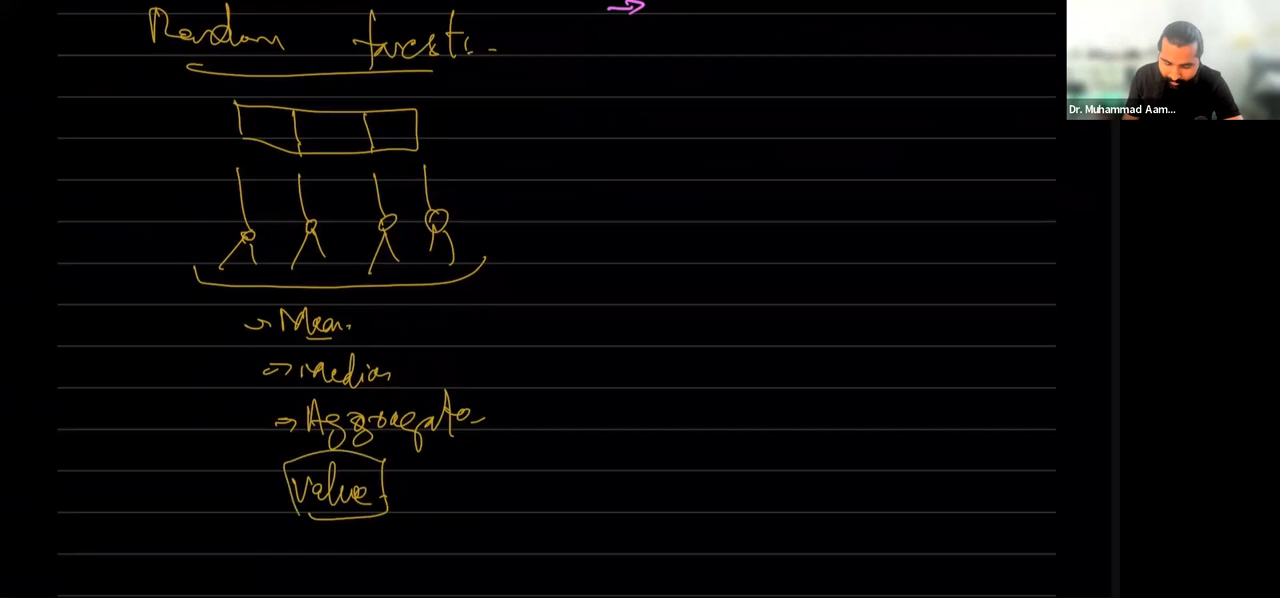 Random forest.
Dr. Muhammad Aam...
→ Mean.
→ Median
→ Aggregate
Value